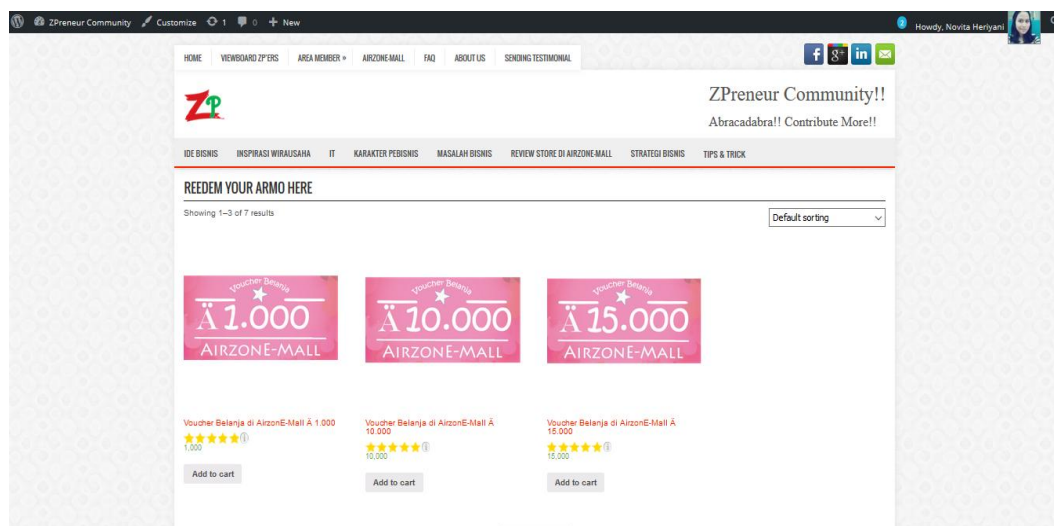 ZPreneur Community Customize 1 0 New 2 Howdy, Novita Heriyani
HOME VIEWBOARD ZP'ERS AREA MEMBER » AIRZONE-MALL FAQ ABOUT US SENDING TESTIMONIAL
f g+ in
ZP
ZPreneur Community!!
Abracadabra!! Contribute More!!
IDE BISNIS INSPIRASI WIRAUSAHA IT KARAKTER PEBISNIS MASALAH BISNIS REVIEW STORE DI AIRZONE-MALL STRATEGI BISNIS TIPS & TRICK
REEDEM YOUR ARMO HERE
Showing 1–3 of 7 results
Default sorting
Voucher Belanja
Ä 1.000
AIRZONE-MALL
Voucher Belanja
Ä 10.000
AIRZONE-MALL
Voucher Belanja
Ä 15.000
AIRZONE-MALL
Voucher Belanja di AirzonE-Mall Ä 1.000
1,000
Add to cart
Voucher Belanja di AirzonE-Mall Ä
10.000
10,000
Add to cart
Voucher Belanja di AirzonE-Mall Ä
15.000
15,000
Add to cart